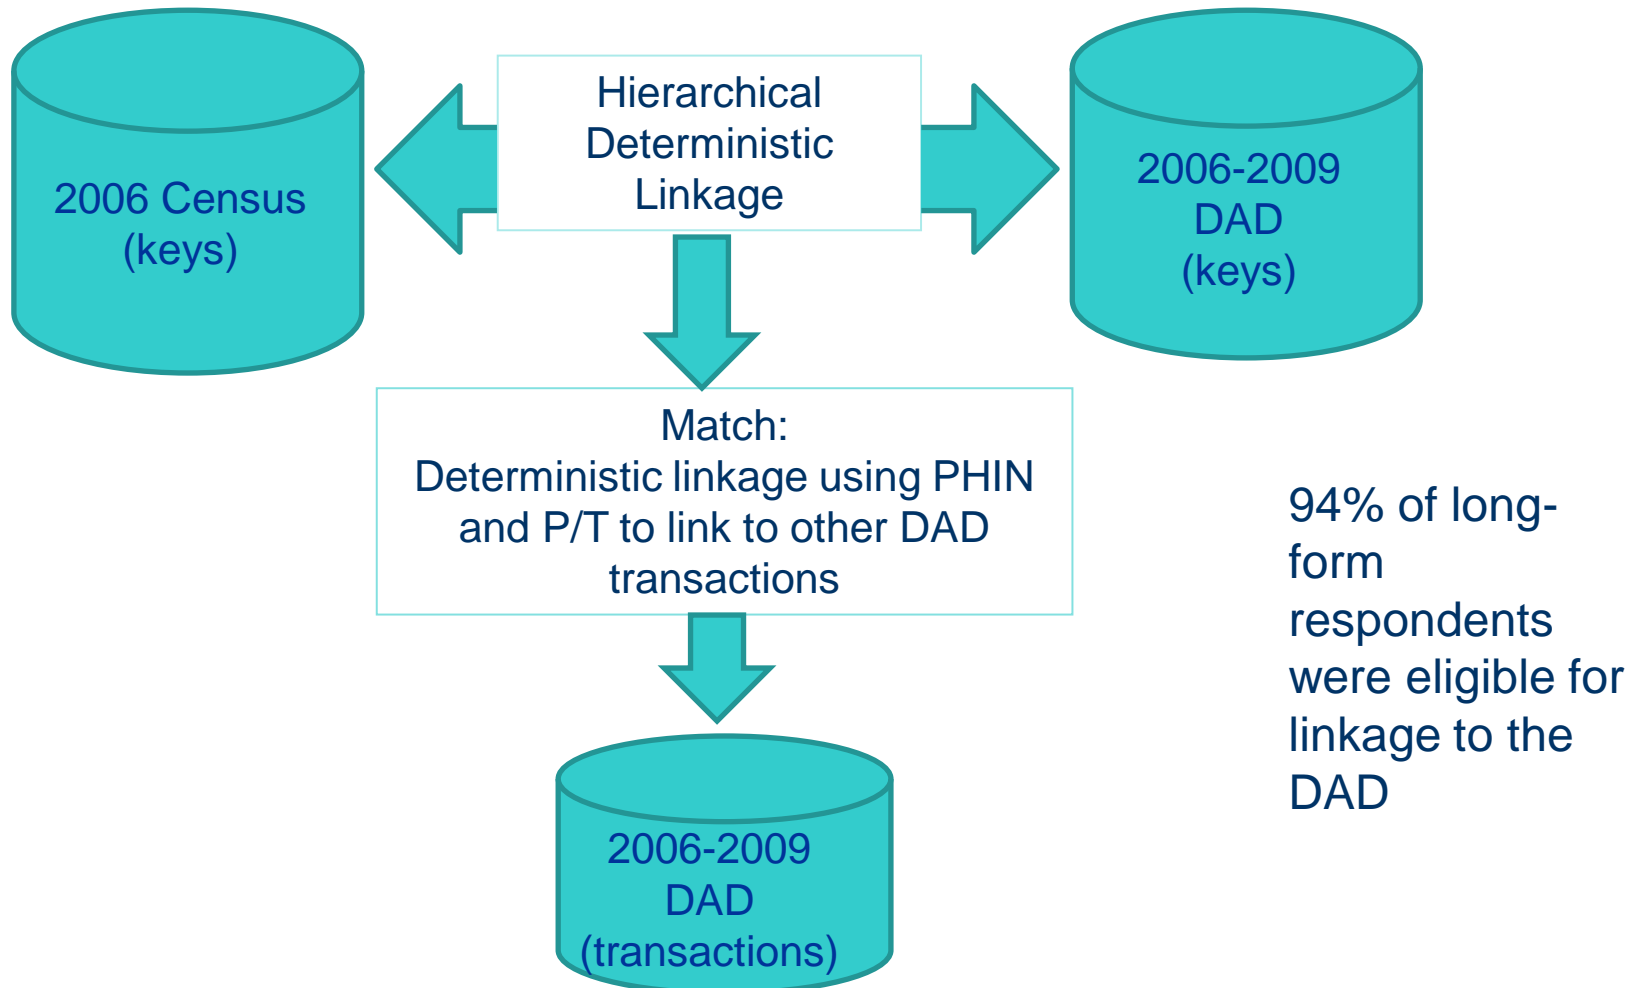 2006 Census
(keys)
Hierarchical
Deterministic
Linkage
2006-2009
DAD
(keys)
Match:
Deterministic linkage using PHIN
and P/T to link to other DAD
transactions
94% of long-
form
respondents
were eligible for
linkage to the
DAD
2006-2009
DAD
(transactions)